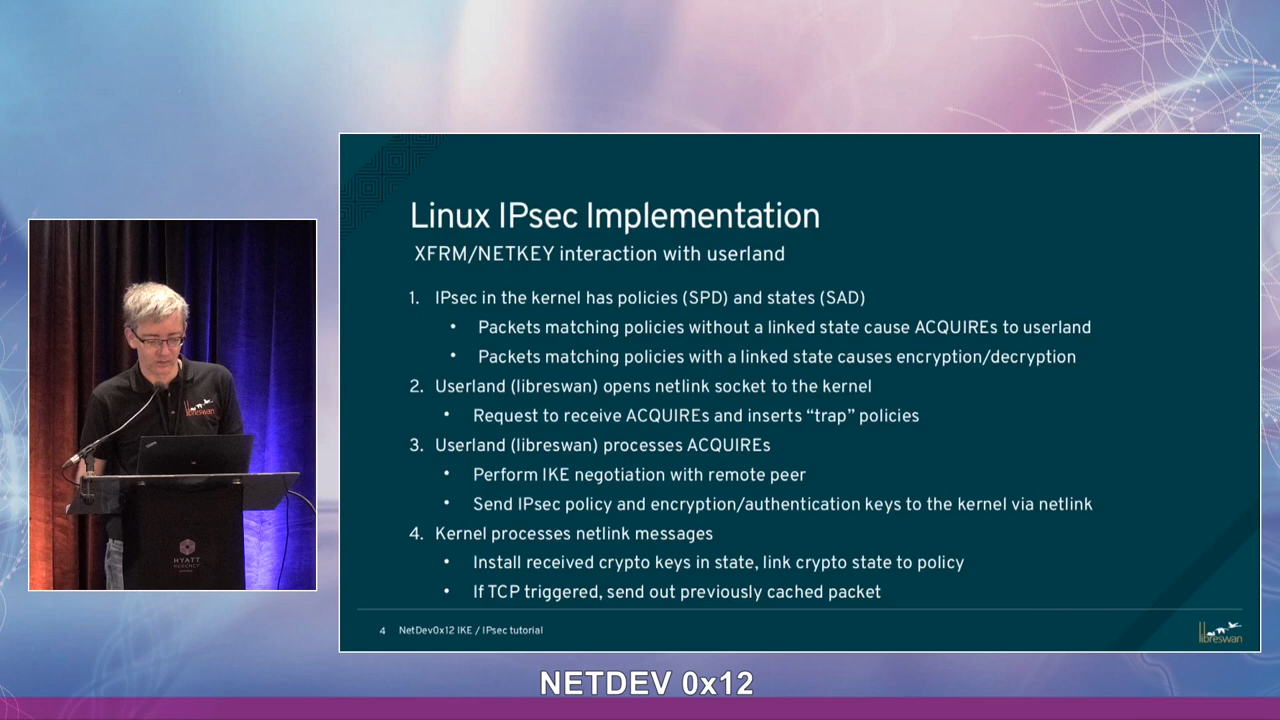 Linux IPsec Implementation
XFRM/NETKEY interaction with userland
1. IPsec in the kernel has policies (SPD) and states (SAD)
• Packets matching policies without a linked state cause ACQUIREs to userland
• Packets matching policies with a linked state causes encryption/decryption
2. Userland (libreswan) opens netlink socket to the kernel
• Request to receive ACQUIREs and inserts “trap” policies
3. Userland (libreswan) processes ACQUIREs
• Perform IKE negotiation with remote peer
• Send IPsec policy and encryption/authentication keys to the kernel via netlink
4. Kernel processes netlink messages
• Install received crypto keys in state, link crypto state to policy
• If TCP triggered, send out previously cached packet
4 NetDev0x12 IKE / IPsec tutorial
libreswan
libreswan
HYATT
REGENCY
NETDEV 0x12